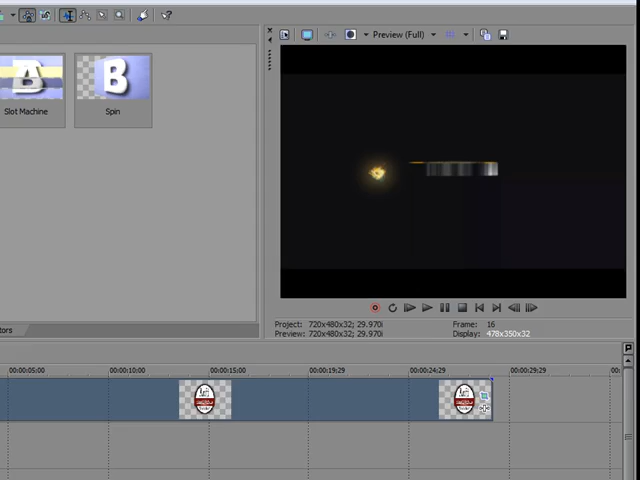 Preview (Full)
B
B
Slot Machine
Spin
Project: 720x480x32; 29.970i
Frame: 16
Preview: 720x480x32; 29.970i
Display: 478x350x32
tors
00:00:05;00
00:00:10;00
00:00:15;00
00:00:19;29
00:00:24;29
00:00:29;29
00: